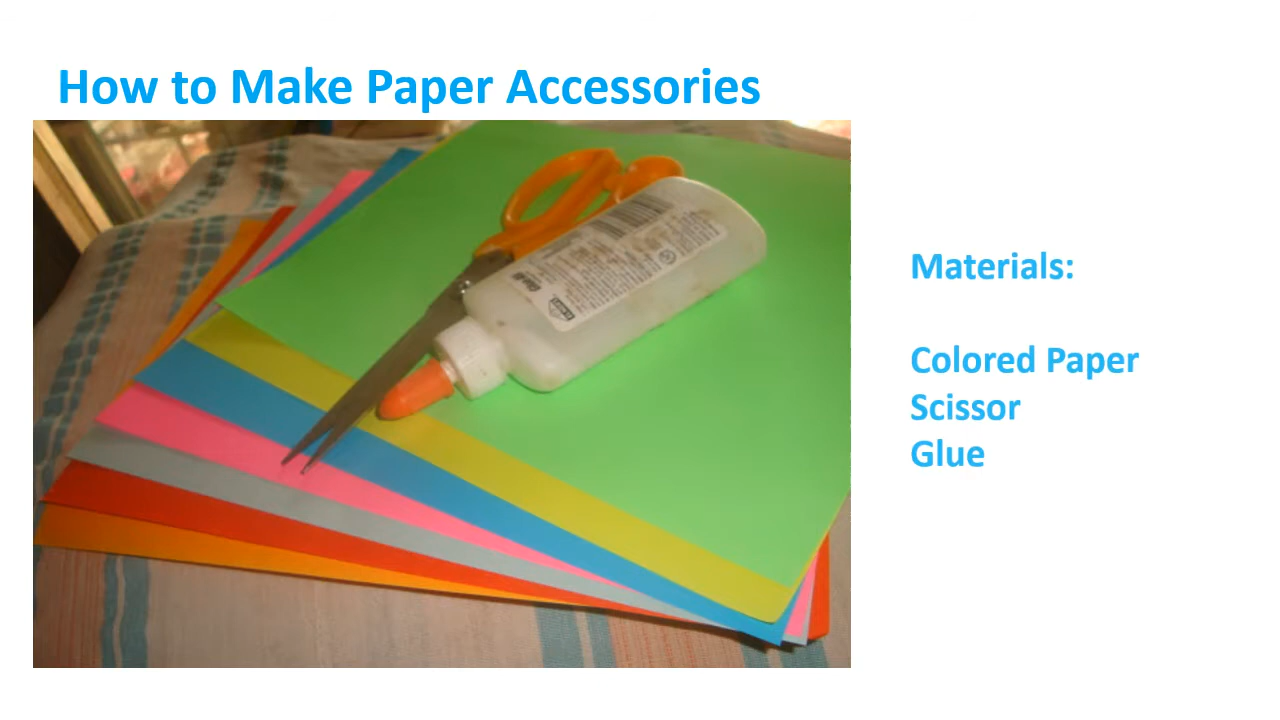 How to Make Paper Accessories
Materials:
Colored Paper
Scissor
Glue